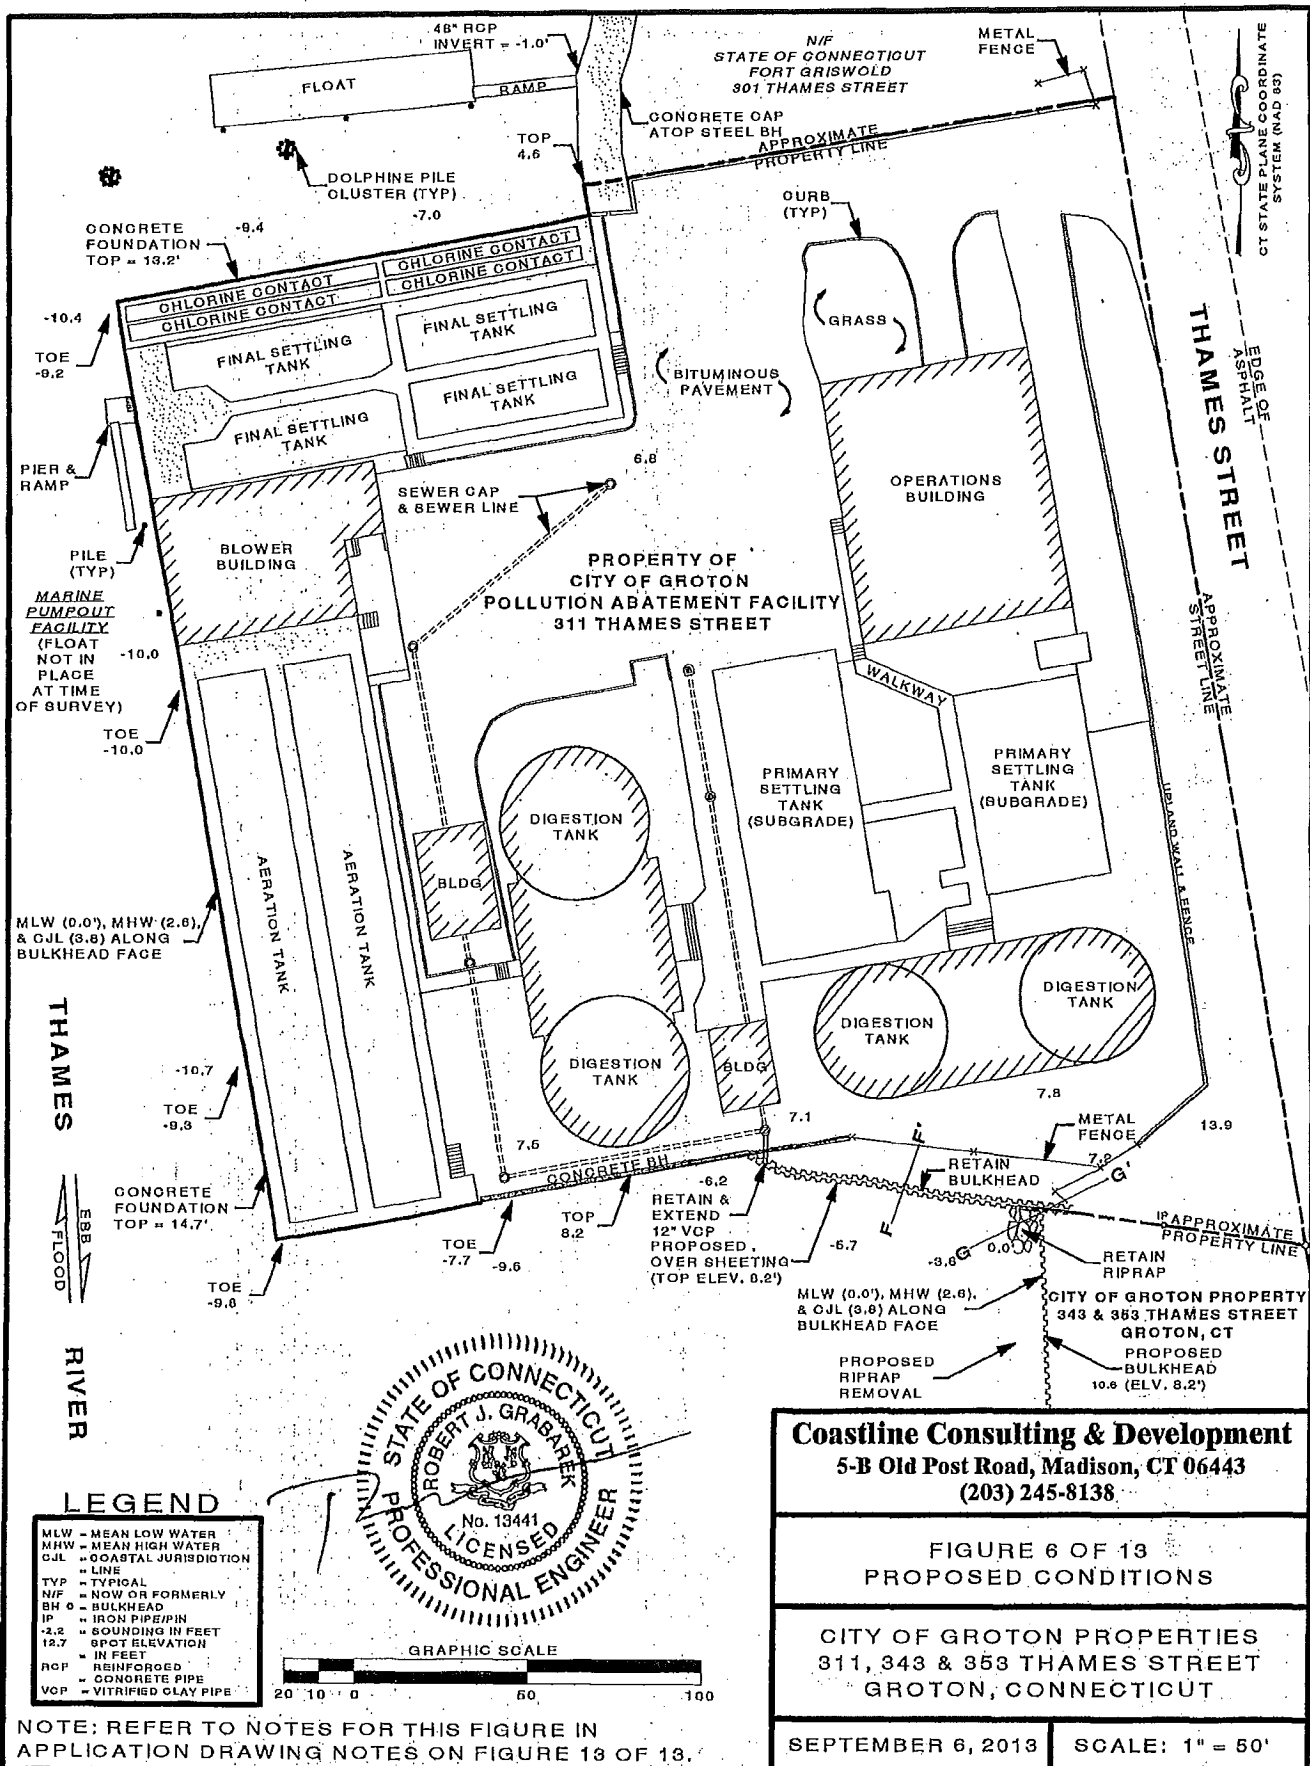 48" RCP
INVERT = -1.0'
N/F
STATE OF CONNECTICUT
FORT GRISWOLD
301 THAMES STREET
METAL
FENCE
CT STATE PLANE COORDINATE
SYSTEM (NAD 83)
FLOAT
RAMP
CONCRETE CAP
ATOP STEEL BH
APPROXIMATE
PROPERTY LINE
TOP
4.6
DOLPHINE PILE
CLUSTER (TYP)
-7.0
CURB
(TYP)
CONCRETE
FOUNDATION
TOP = 13.2'
-9.4
CHLORINE CONTACT
CHLORINE CONTACT
CHLORINE CONTACT
CHLORINE CONTACT
-10.4
TOE
-9.2
FINAL SETTLING
TANK
FINAL SETTLING
TANK
FINAL SETTLING
TANK
FINAL SETTLING
TANK
GRASS
BITUMINOUS
PAVEMENT
THAMES STREET
EDGE OF
ASPHALT
PIER &
RAMP
6.8
SEWER CAP
& SEWER LINE
OPERATIONS
BUILDING
BLOWER
BUILDING
PILE
(TYP)
PROPERTY OF
CITY OF GROTON
POLLUTION ABATEMENT FACILITY
311 THAMES STREET
MARINE
PUMPOUT
FACILITY
(FLOAT
NOT IN
PLACE
AT TIME
OF SURVEY)
-10.0
APPROXIMATE
STREET LINE
WALKWAY
TOE
-10.0
PRIMARY
SETTLING
TANK
(SUBGRADE)
PRIMARY
SETTLING
TANK
(SUBGRADE)
UPLAND WALL & FENCE
DIGESTION
TANK
BLDG
AERATION TANK
AERATION TANK
MLW (0.0'), MHW (2.6),
& CJL (3.8) ALONG
BULKHEAD FACE
DIGESTION
TANK
DIGESTION
TANK
DIGESTION
TANK
BLDG
THAMES
RIVER
-10.7
TOE
-9.3
7.8
7.1
13.9
METAL
FENCE
7.2
7.5
CONCRETE BH
F'
G'
RETAIN
BULKHEAD
EBB
FLOOD
CONCRETE
FOUNDATION
TOP = 14.7'
TOP
8.2
-6.2
RETAIN &
EXTEND
12" VCP
PROPOSED
OVER SHEETING
(TOP ELEV. 8.2')
F
-6.7
G
0.0'
IP
APPROXIMATE
PROPERTY LINE
TOE
-7.7
-9.6
RETAIN
RIPRAP
TOE
-9.8
MLW (0.0'), MHW (2.6),
& CJL (3.8) ALONG
BULKHEAD FACE
CITY OF GROTON PROPERTY
343 & 353 THAMES STREET
GROTON, CT
PROPOSED
RIPRAP
REMOVAL
PROPOSED
BULKHEAD
10.6 (ELV. 8.2')
STATE OF CONNECTICUT
ROBERT J. GRABAREK
No. 13441
LICENSED
PROFESSIONAL ENGINEER
Coastline Consulting & Development
5-B Old Post Road, Madison, CT 06443
(203) 245-8138
FIGURE 6 OF 13
PROPOSED CONDITIONS
CITY OF GROTON PROPERTIES
311, 343 & 353 THAMES STREET
GROTON, CONNECTICUT
SEPTEMBER 6, 2013
SCALE: 1" = 50'
LEGEND
MLW = MEAN LOW WATER
MHW = MEAN HIGH WATER
CJL = COASTAL JURISDICTION
= LINE
TYP = TYPICAL
N/F = NOW OR FORMERLY
BH = BULKHEAD
IP = IRON PIPE/PIN
-2.2 = SOUNDING IN FEET
12.7 SPOT ELEVATION
= IN FEET
RCP REINFORCED
= CONCRETE PIPE
VCP = VITRIFIED CLAY PIPE
GRAPHIC SCALE
20 10 0 50 100
NOTE: REFER TO NOTES FOR THIS FIGURE IN
APPLICATION DRAWING NOTES ON FIGURE 13 OF 13.